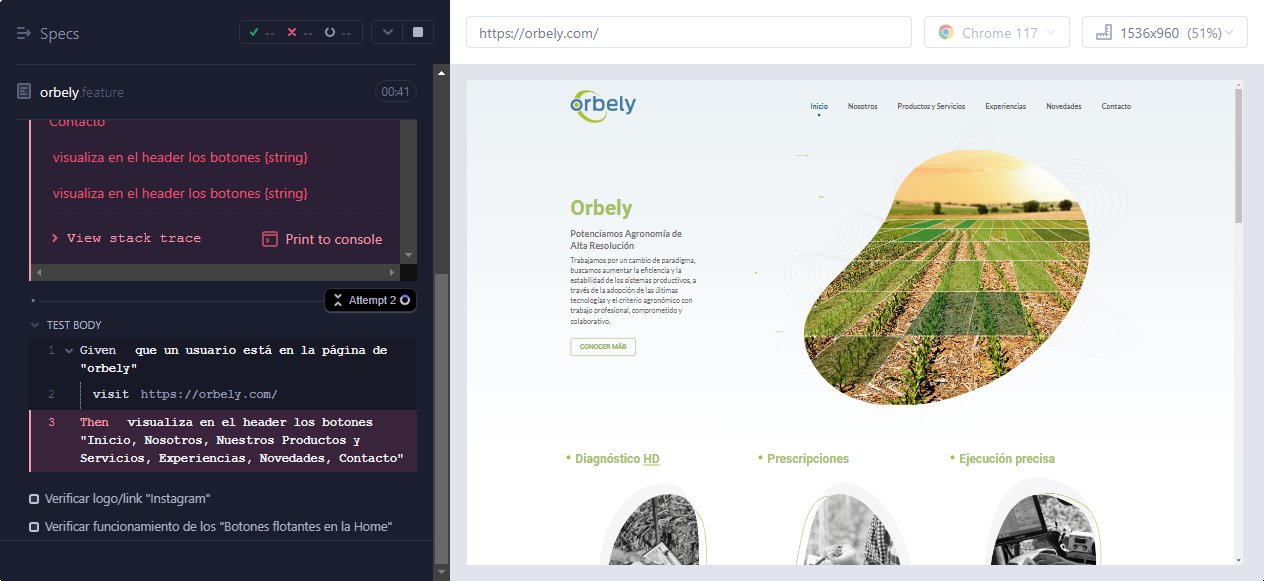 Specs
-- -- --
https://orbely.com/
Chrome 117
1536x960 (51%)
orbely.feature
00:41
Contacto
visualiza en el header los botones {string}
visualiza en el header los botones {string}
View stack trace
Print to console
Attempt 2
TEST BODY
1 Given que un usuario está en la página de
"orbely"
2 visit https://orbely.com/
3 Then visualiza en el header los botones
"Inicio, Nosotros, Nuestros Productos y
Servicios, Experiencias, Novedades, Contacto"
Verificar logo/link "Instagram"
Verificar funcionamiento de los "Botones flotantes en la Home"
orbely
Inicio Nosotros Productos y Servicios Experiencias Novedades Contacto
Orbely
Potenciamos Agronomía de
Alta Resolución
Trabajamos por un cambio de paradigma,
buscamos aumentar la eficiencia y la
estabilidad de los sistemas productivos, a
través de la adopción de las últimas
tecnologías y el criterio agronómico con
trabajo profesional, comprometido y
colaborativo.
CONOCER MÁS
• Diagnóstico HD
• Prescripciones
• Ejecución precisa